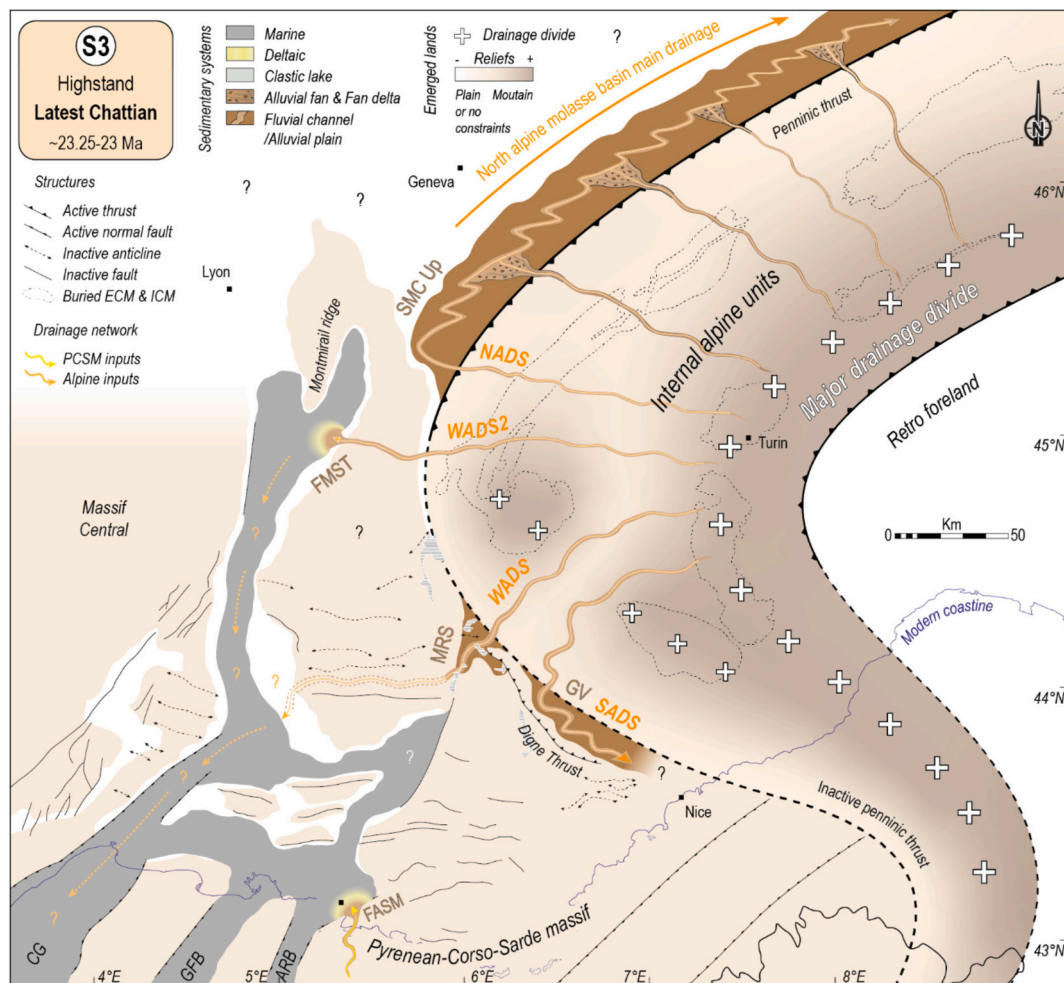 S3
Highstand
Latest Chattian
~23.25-23 Ma
Sedimentary systems
Marine
Deltaic
Clastic lake
Alluvial fan & Fan delta
Fluvial channel
/Alluvial plain
Emerged lands
Drainage divide
- Reliefs +
Plain
or no
constraints
Moutain
?
Structures
Active thrust
Active normal fault
Inactive anticline
Inactive fault
Buried ECM & ICM
Drainage network
PCSM inputs
Alpine inputs
?
?
North alpine molasse basin main drainage
Geneva
Lyon
Penninic thrust
N
46°N
SMC Up
Montmirail ridge
NADS
Internal alpine units
Major drainage divide
Retro foreland
WADS2
Turin
45°N
FMST
Massif
Central
?
?
Km
0 50
WADS
Modern coastine
MRS
?
?
?
GV
SADS
44°N
Digne Thrust
?
?
?
Nice
Inactive penninic thrust
FASM
Pyrenean-Corso-Sarde massif
?
CG
GFB
ARB
4°E
5°E
6°E
7°E
8°E
43°N